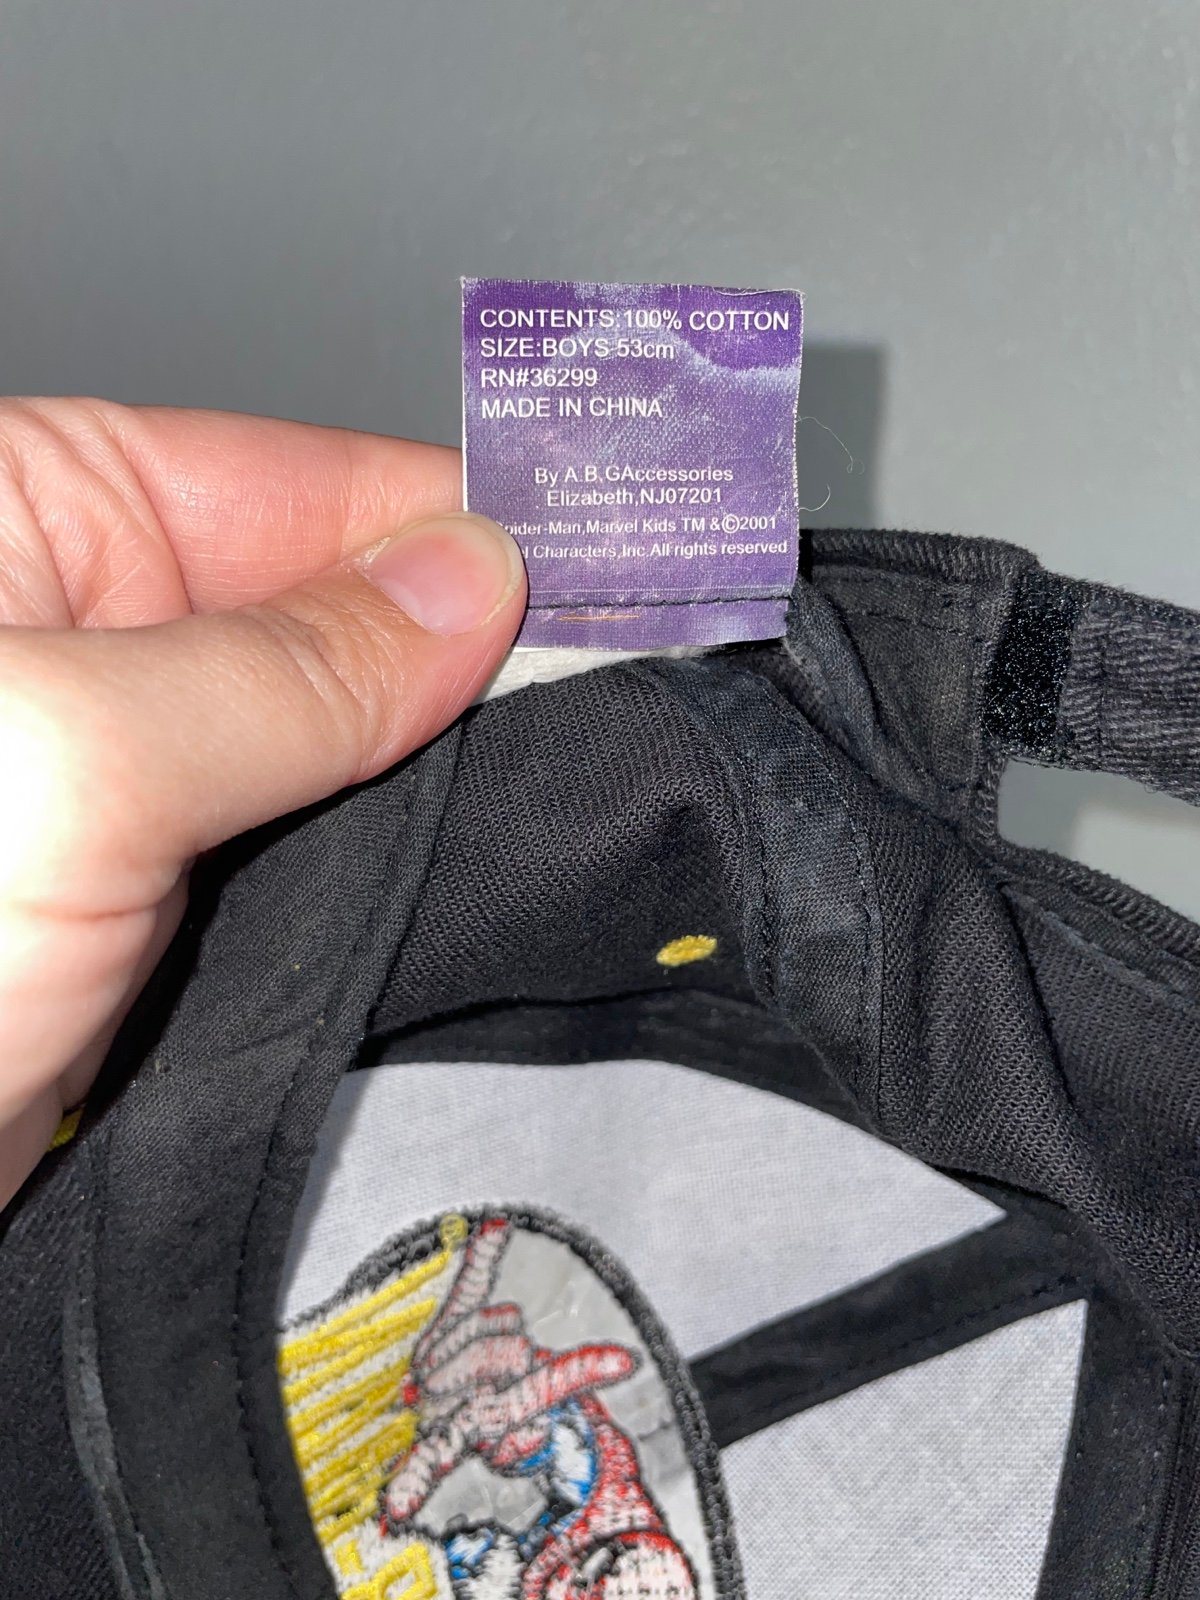 CONTENTS:100% COTTON
SIZE:BOYS 53cm
RN#36299
MADE IN CHINA
By A.B.GAccessories
Elizabeth,NJ07201
Man,Marvel Kids TM &©2001
Characters,Inc.All rights reserved